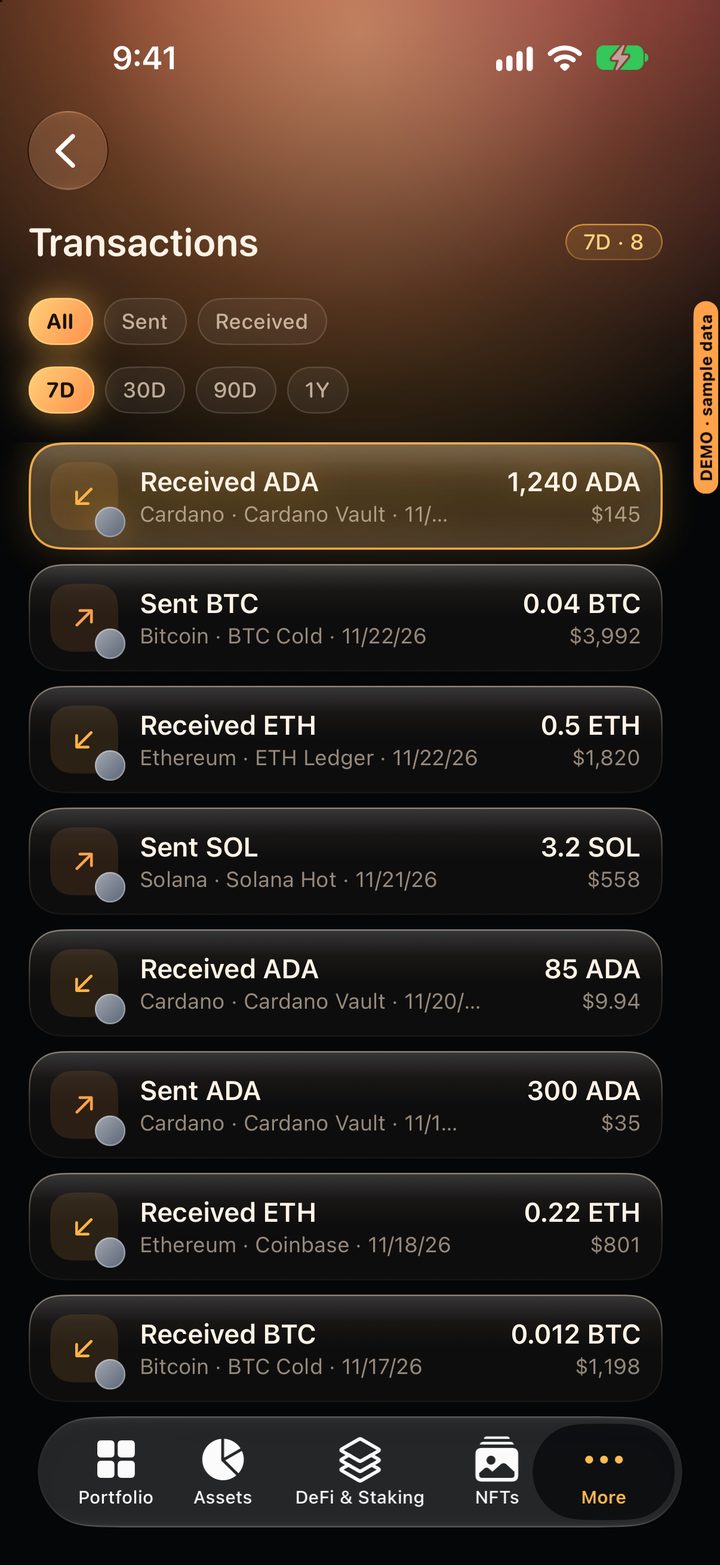 9:41
Transactions
7D · 8
All
Sent
Received
7D
30D
90D
1Y
DEMO · sample data
Received ADA
1,240 ADA
Cardano · Cardano Vault · 11/...
$145
Sent BTC
0.04 BTC
Bitcoin · BTC Cold · 11/22/26
$3,992
Received ETH
0.5 ETH
Ethereum · ETH Ledger · 11/22/26
$1,820
Sent SOL
3.2 SOL
Solana · Solana Hot · 11/21/26
$558
Received ADA
85 ADA
Cardano · Cardano Vault · 11/20/...
$9.94
Sent ADA
300 ADA
Cardano · Cardano Vault · 11/1...
$35
Received ETH
0.22 ETH
Ethereum · Coinbase · 11/18/26
$801
Received BTC
0.012 BTC
Bitcoin · BTC Cold · 11/17/26
$1,198
Portfolio
Assets
DeFi & Staking
NFTs
More